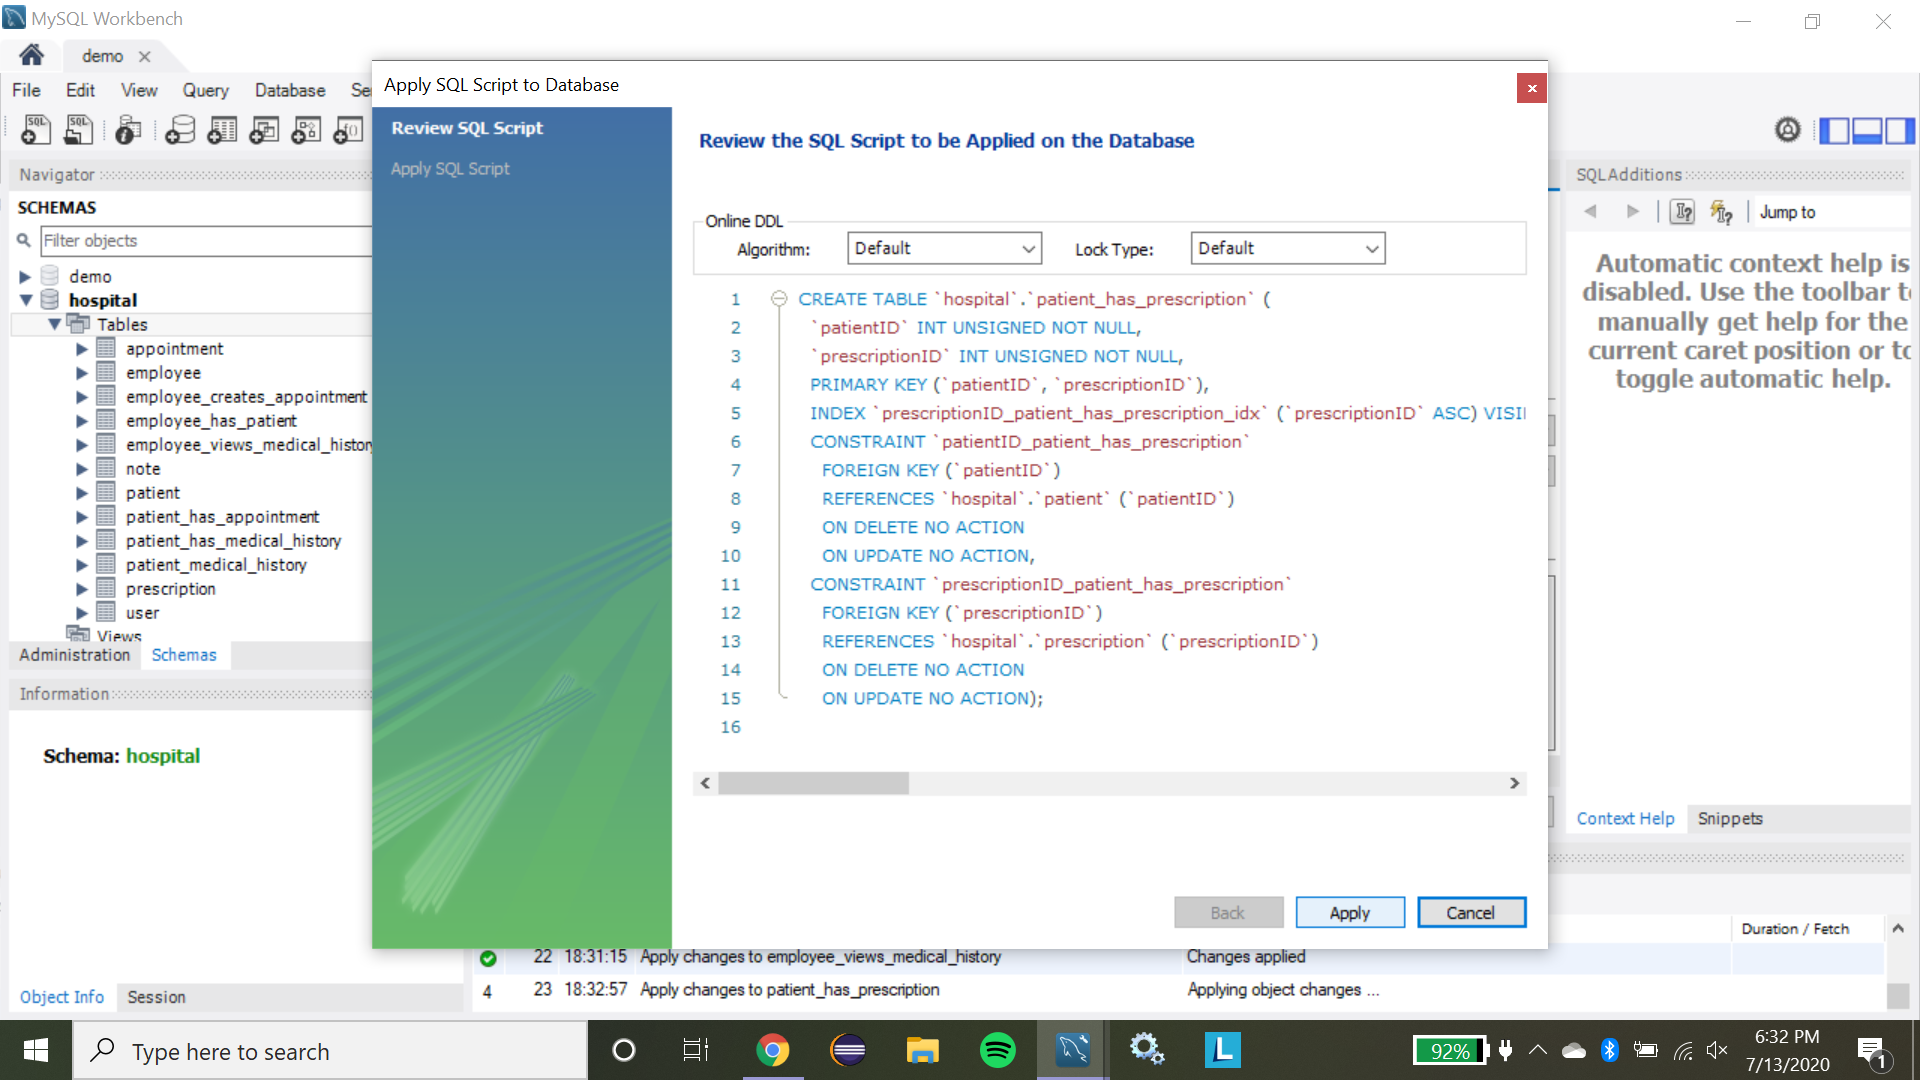 MySQL Workbench
demo
File Edit View Query Database Se
Apply SQL Script to Database
Review SQL Script
Apply SQL Script
Review the SQL Script to be Applied on the Database
Online DDL
Algorithm: Default Lock Type: Default
1 CREATE TABLE `hospital`.`patient_has_prescription` (
2 `patientID` INT UNSIGNED NOT NULL,
3 `prescriptionID` INT UNSIGNED NOT NULL,
4 PRIMARY KEY (`patientID`, `prescriptionID`),
5 INDEX `prescriptionID_patient_has_prescription_idx` (`prescriptionID` ASC) VISI
6 CONSTRAINT `patientID_patient_has_prescription`
7 FOREIGN KEY (`patientID`)
8 REFERENCES `hospital`.`patient` (`patientID`)
9 ON DELETE NO ACTION
10 ON UPDATE NO ACTION,
11 CONSTRAINT `prescriptionID_patient_has_prescription`
12 FOREIGN KEY (`prescriptionID`)
13 REFERENCES `hospital`.`prescription` (`prescriptionID`)
14 ON DELETE NO ACTION
15 ON UPDATE NO ACTION);
16
Back Apply Cancel
Navigator
SCHEMAS
Filter objects
demo
hospital
Tables
appointment
employee
employee_creates_appointment
employee_has_patient
employee_views_medical_history
note
patient
patient_has_appointment
patient_has_medical_history
patient_medical_history
prescription
user
Views
Administration Schemas
Information
Schema: hospital
Object Info Session
SQLAdditions
Jump to
Automatic context help is
disabled. Use the toolbar to
manually get help for the
current caret position or to
toggle automatic help.
Context Help Snippets
Duration / Fetch
22 18:31:15 Apply changes to employee_views_medical_history Changes applied
4 23 18:32:57 Apply changes to patient_has_prescription Applying object changes ...
Type here to search
L
92%
6:32 PM
7/13/2020
1